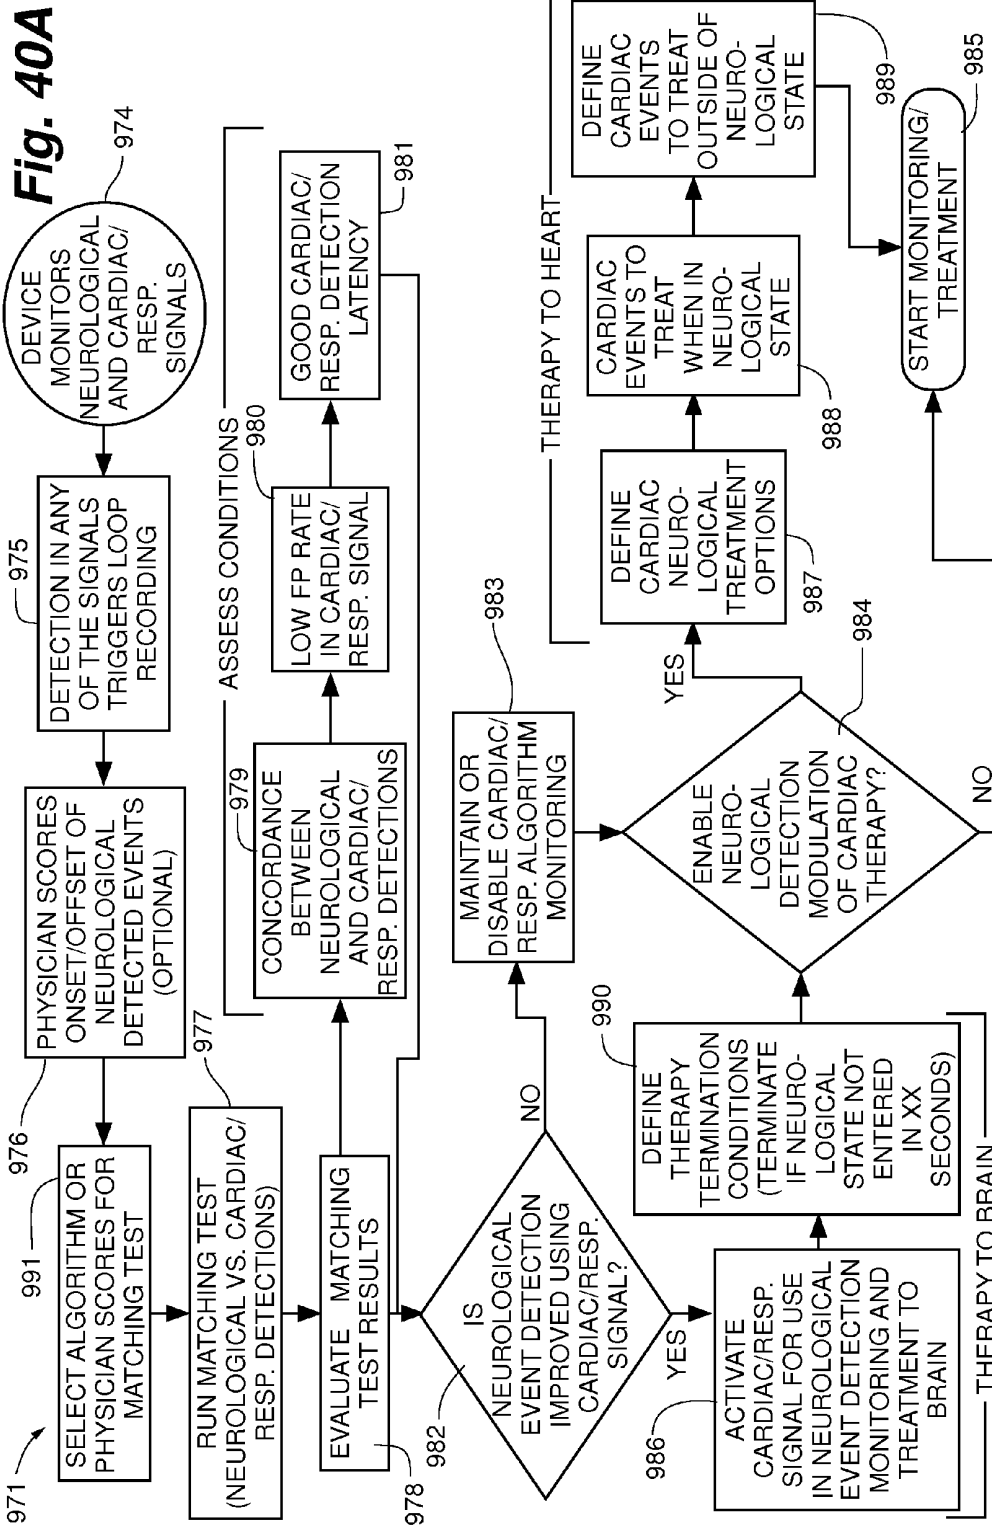 Fig. 40A
DEVICE
MONITORS
NEUROLOGICAL
AND CARDIAC/
RESP.
SIGNALS
974
975
DETECTION IN ANY
OF THE SIGNALS
TRIGGERS LOOP
RECORDING
PHYSICIAN SCORES
ONSET/OFFSET OF
NEUROLOGICAL
DETECTED EVENTS
(OPTIONAL)
976
971
991
SELECT ALGORITHM OR
PHYSICIAN SCORES FOR
MATCHING TEST
977
RUN MATCHING TEST
(NEUROLOGICAL VS. CARDIAC/
RESP. DETECTIONS)
EVALUATE MATCHING
TEST RESULTS
978
ASSESS CONDITIONS
979
CONCORDANCE
BETWEEN
NEUROLOGICAL
AND CARDIAC/
RESP. DETECTIONS
980
LOW FP RATE
IN CARDIAC/
RESP. SIGNAL
GOOD CARDIAC/
RESP. DETECTION
LATENCY
981
982
IS
NEUROLOGICAL
EVENT DETECTION
IMPROVED USING
CARDIAC/RESP.
SIGNAL?
NO
YES
983
MAINTAIN OR
DISABLE CARDIAC/
RESP. ALGORITHM
MONITORING
986
ACTIVATE
CARDIAC/RESP.
SIGNAL FOR USE
IN NEUROLOGICAL
EVENT DETECTION
MONITORING AND
TREATMENT TO
BRAIN
990
DEFINE
THERAPY
TERMINATION
CONDITIONS
(TERMINATE
IF NEURO-
LOGICAL
STATE NOT
ENTERED
IN XX
SECONDS)
THERAPY TO BRAIN
ENABLE
NEURO-
LOGICAL
DETECTION
MODULATION
OF CARDIAC
THERAPY?
984
YES
NO
THERAPY TO HEART
DEFINE
CARDIAC
NEURO-
LOGICAL
TREATMENT
OPTIONS
987
CARDIAC
EVENTS TO
TREAT
WHEN IN
NEURO-
LOGICAL
STATE
988
DEFINE
CARDIAC
EVENTS
TO TREAT
OUTSIDE OF
NEURO-
LOGICAL
STATE
989
START MONITORING/
TREATMENT
985